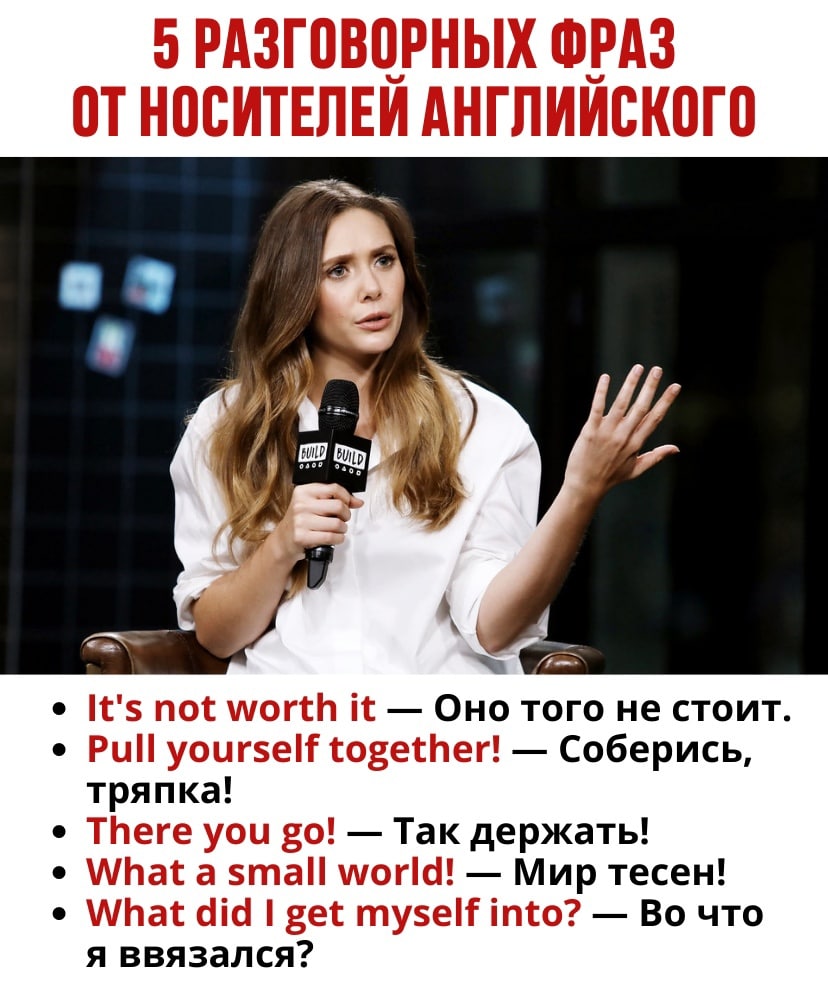 5 РАЗГОВОРНЫХ ФРАЗ
ОТ НОСИТЕЛЕЙ АНГЛИЙСКОГО
BUILD BUILD
• It's not worth it — Оно того не стоит.
• Pull yourself together! — Соберись,
тряпка!
• There you go! — Так держать!
• What a small world! — Мир тесен!
• What did I get myself into? — Во что
я ввязался?